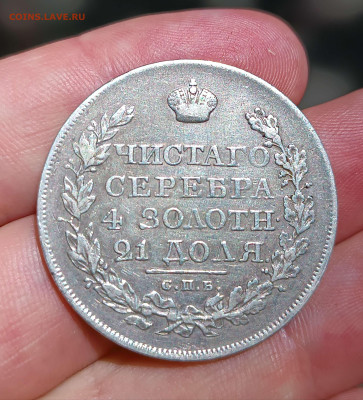 COINS.LAVE.RU
ЧИСТАГО
СЕРЕБРА
4 ЗОЛОТН
21 ДОЛЯ.
С.П.Б.